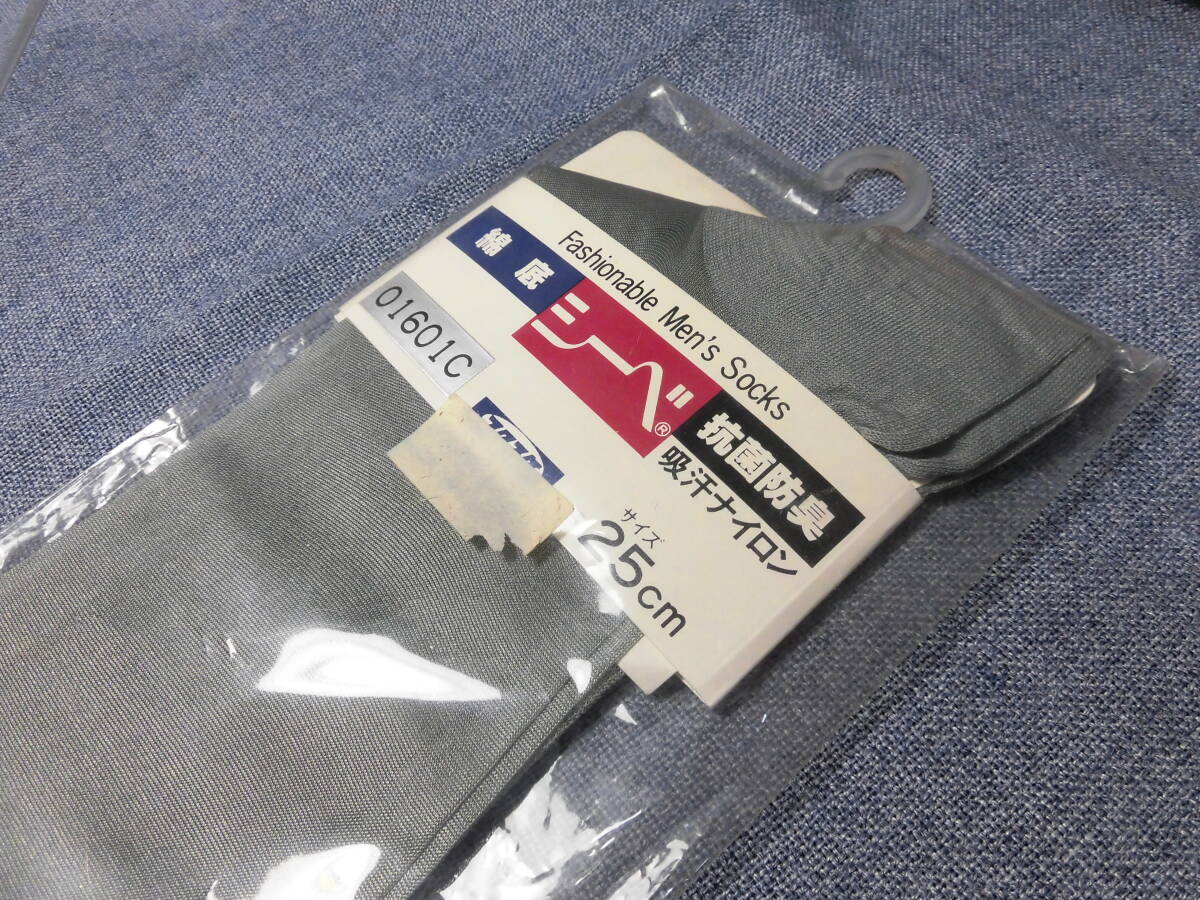 Fashionable Men's Socks
綿底
シーベ®
抗菌防臭
吸汗ナイロン
01601C
サイズ
25cm